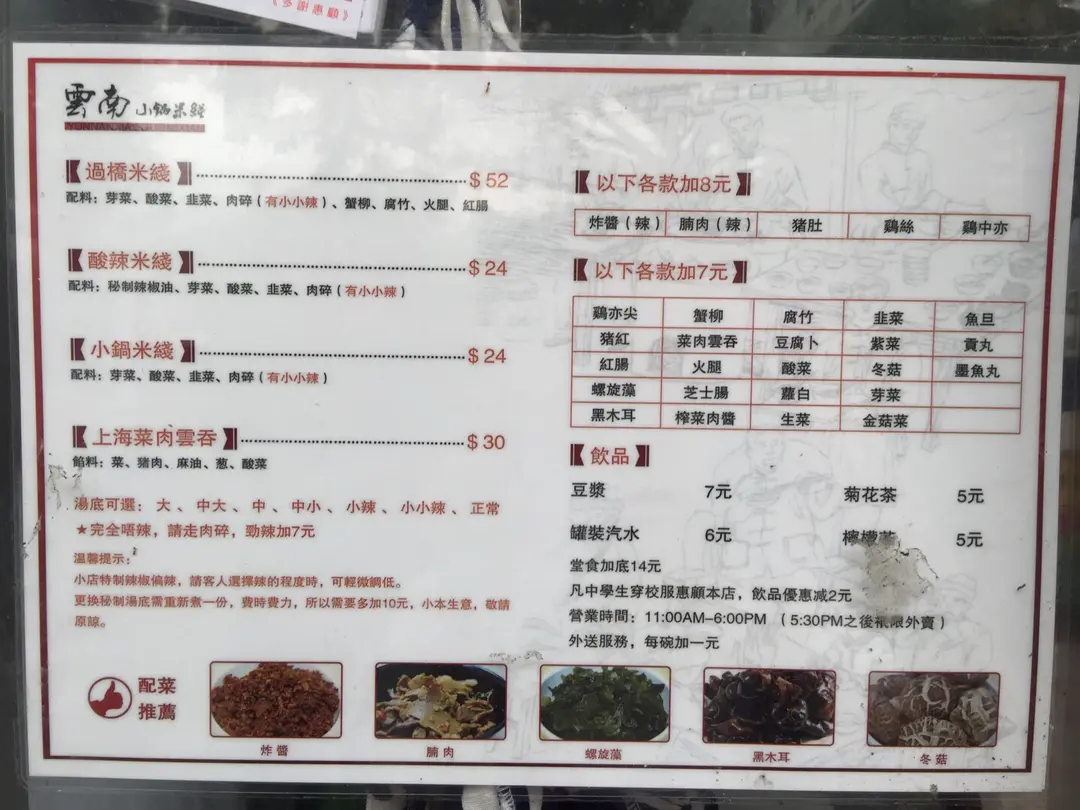 多謝惠顧》
雲南小鍋米綫
【過橋米綫】 $52
配料：芽菜、酸菜、韭菜、肉碎（有小小辣）、蟹柳、腐竹、火腿、紅腸
【酸辣米綫】 $24
配料：秘制辣椒油、芽菜、酸菜、韭菜、肉碎（有小小辣）
【小鍋米綫】 $24
配料：芽菜、酸菜、韭菜、肉碎（有小小辣）
【上海菜肉雲吞】 $30
餡料：菜、豬肉、麻油、葱、酸菜
湯底可選： 大、中大、中、中小、小辣、小小辣、正常
★完全唔辣，請走肉碎，勁辣加7元
溫馨提示：
小店特制辣椒偏辣，請客人選擇辣的程度時，可輕微調低。
更换秘制湯底需重新煮一份，費時費力，所以需要多加10元，小本生意，敬請
原諒。
【以下各款加8元】
炸醬（辣） 腩肉（辣） 猪肚 鷄絲 鷄中亦
【以下各款加7元】
鷄亦尖 蟹柳 腐竹 韭菜 魚旦
猪紅 菜肉雲吞 豆腐卜 紫菜 貢丸
紅腸 火腿 酸菜 冬菇 墨魚丸
螺旋藻 芝士腸 蘿白 芽菜
黑木耳 榨菜肉醬 生菜 金菇菜
【飲品】
豆漿 7元 菊花茶 5元
罐裝汽水 6元 檸檬茶 5元
堂食加底14元
凡中學生穿校服惠顧本店，飲品優惠减2元
營業時間：11:00AM–6:00PM （5:30PM之後衹限外賣）
外送服務，每碗加一元
配菜
推薦
炸醬 腩肉 螺旋藻 黑木耳 冬菇